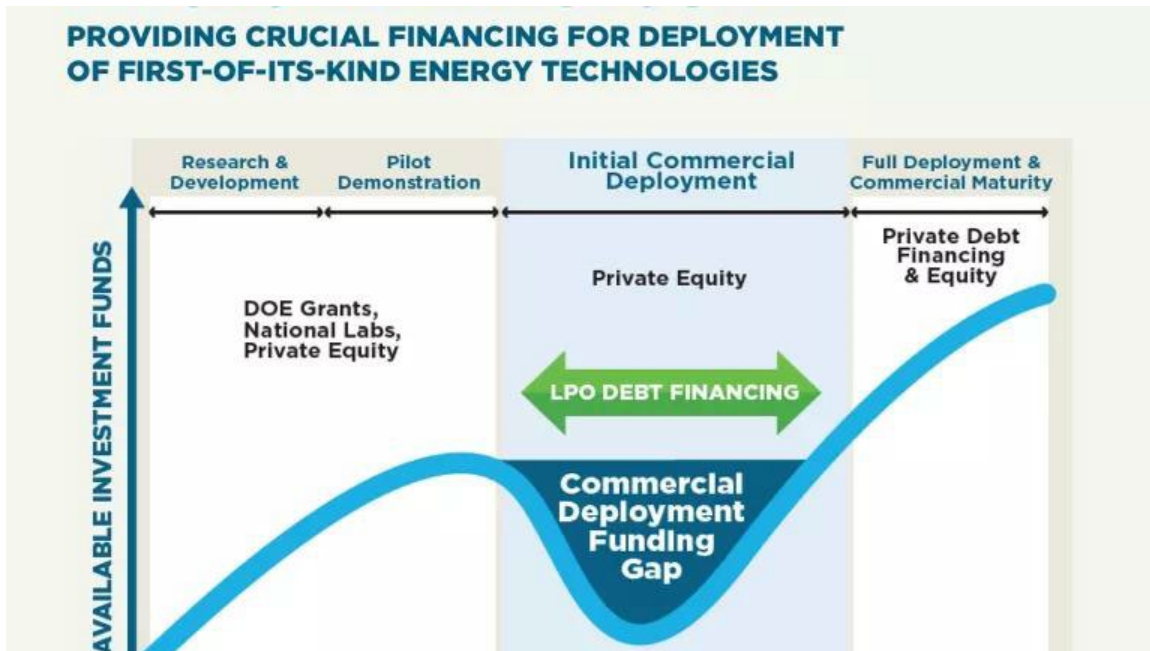 PROVIDING CRUCIAL FINANCING FOR DEPLOYMENT
OF FIRST-OF-ITS-KIND ENERGY TECHNOLOGIES
Research &
Development
Pilot
Demonstration
Initial Commercial
Deployment
Full Deployment &
Commercial Maturity
AVAILABLE INVESTMENT FUNDS
DOE Grants,
National Labs,
Private Equity
Private Equity
Private Debt
Financing
& Equity
LPO DEBT FINANCING
Commercial
Deployment
Funding
Gap